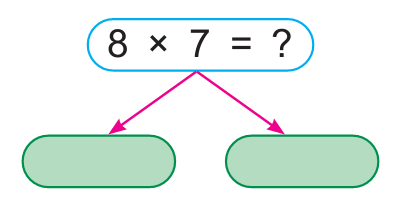 8 × 7 = ?